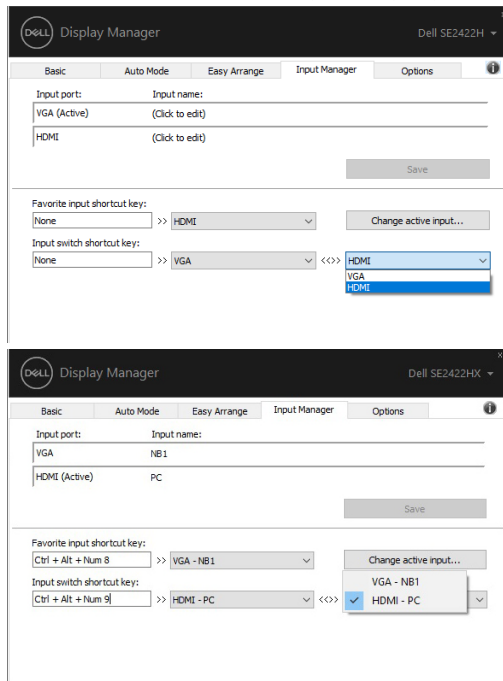 DELL Display Manager Dell SE2422H
Basic Auto Mode Easy Arrange Input Manager Options
Input port: Input name:
VGA (Active) (Click to edit)
HDMI (Click to edit)
Save
Favorite input shortcut key:
None >> HDMI Change active input...
Input switch shortcut key:
None >> VGA <<>> HDMI
VGA
HDMI
DELL Display Manager Dell SE2422HX
Basic Auto Mode Easy Arrange Input Manager Options
Input port: Input name:
VGA NB1
HDMI (Active) PC
Save
Favorite input shortcut key:
Ctrl + Alt + Num 8 >> VGA - NB1 Change active input...
Input switch shortcut key:
VGA - NB1
Ctrl + Alt + Num 9 >> HDMI - PC <<>> HDMI - PC